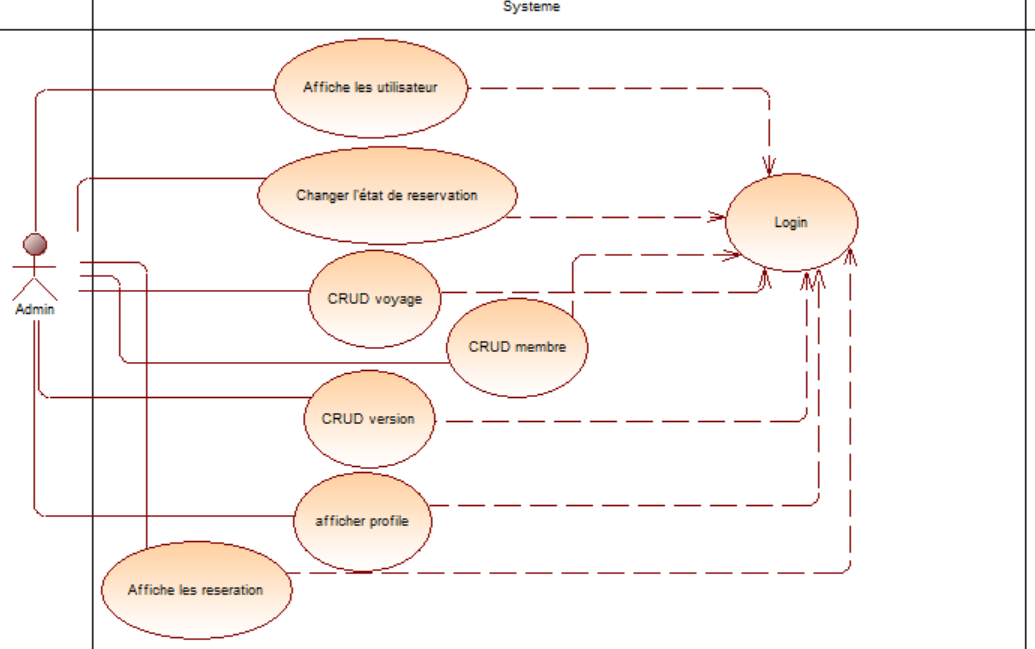 Systeme
Affiche les utilisateur
Changer l'état de reservation
Login
Admin
CRUD voyage
CRUD membre
CRUD version
afficher profile
Affiche les reseration